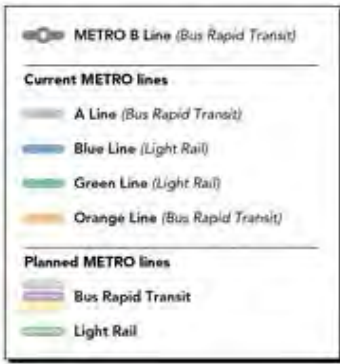 METRO B Line (Bus Rapid Transit)
Current METRO lines
A Line (Bus Rapid Transit)
Blue Line (Light Rail)
Green Line (Light Rail)
Orange Line (Bus Rapid Transit)
Planned METRO lines
Bus Rapid Transit
Light Rail